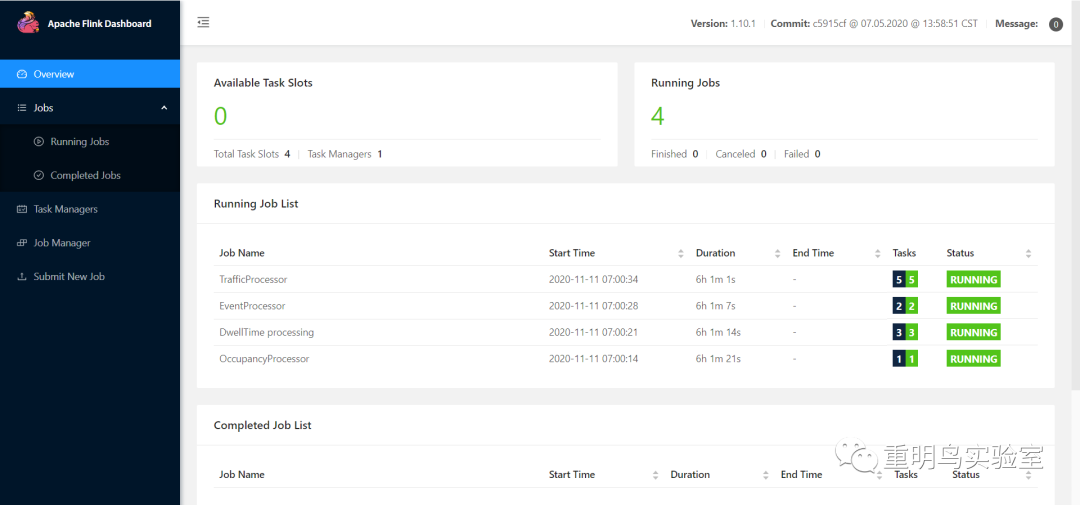 Apache Flink Dashboard
Version: 1.10.1 Commit: c5915cf @ 07.05.2020 @ 13:58:51 CST Message: 0
Overview
Jobs
Running Jobs
Completed Jobs
Task Managers
Job Manager
Submit New Job
Available Task Slots
0
Total Task Slots 4 Task Managers 1
Running Jobs
4
Finished 0 Canceled 0 Failed 0
Running Job List
Job Name Start Time Duration End Time Tasks Status
TrafficProcessor 2020-11-11 07:00:34 6h 1m 1s - 5 5 RUNNING
EventProcessor 2020-11-11 07:00:28 6h 1m 7s - 2 2 RUNNING
DwellTime processing 2020-11-11 07:00:21 6h 1m 14s - 3 3 RUNNING
OccupancyProcessor 2020-11-11 07:00:14 6h 1m 21s - 1 1 RUNNING
Completed Job List
Job Name Start Time Duration End Time Tasks Status
重明鸟实验室